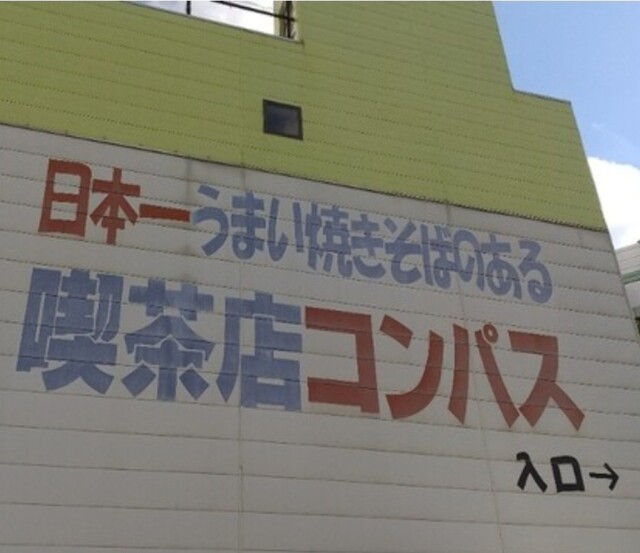 日本一うまい焼きそばのある
喫茶店コンパス
入口→